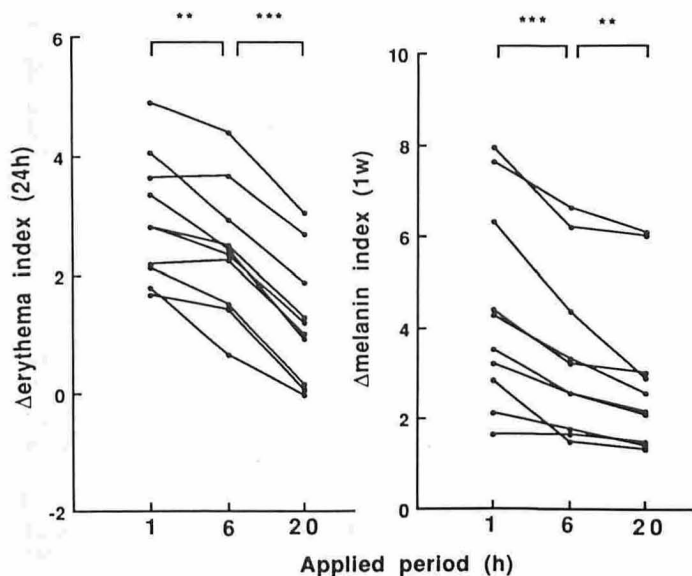 ** ***
6
4
2
0
-2
Δerythema index (24h)
1 6 20
*** **
10
8
6
4
2
0
Δmelanin index (1w)
1 6 20
Applied period (h)